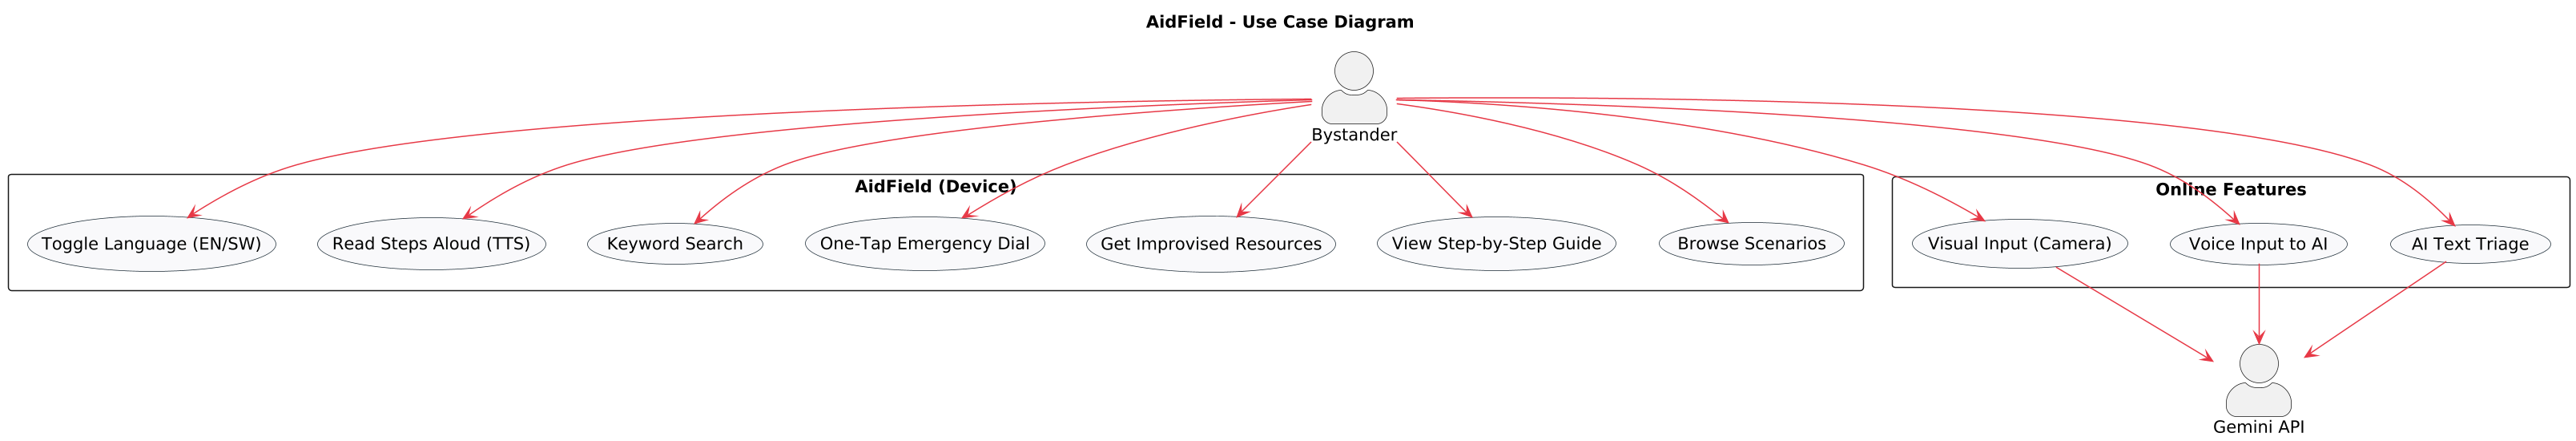 AidField - Use Case Diagram
Bystander
AidField (Device)
Online Features
Toggle Language (EN/SW)
Read Steps Aloud (TTS)
Keyword Search
One-Tap Emergency Dial
Get Improvised Resources
View Step-by-Step Guide
Browse Scenarios
Visual Input (Camera)
Voice Input to AI
AI Text Triage
Gemini API